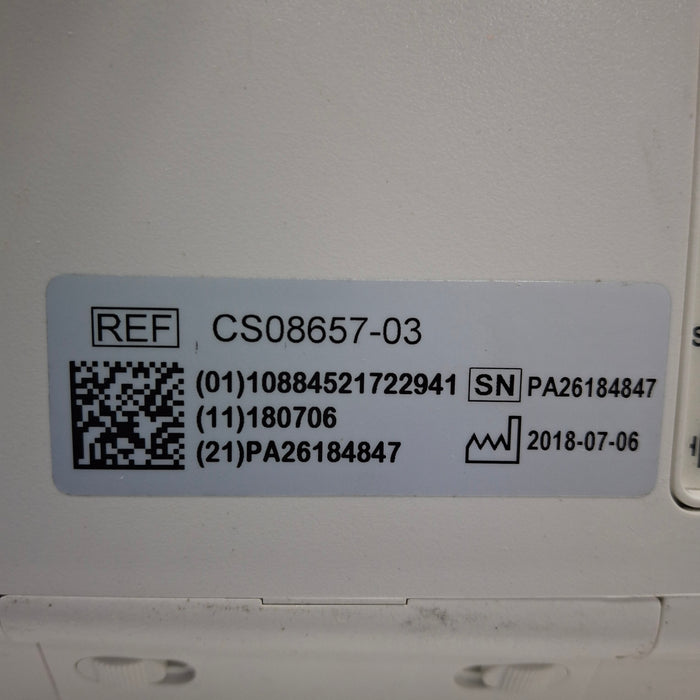 REF CS08657-03
(01)10884521722941 SN PA26184847
(11)180706
(21)PA26184847 2018-07-06